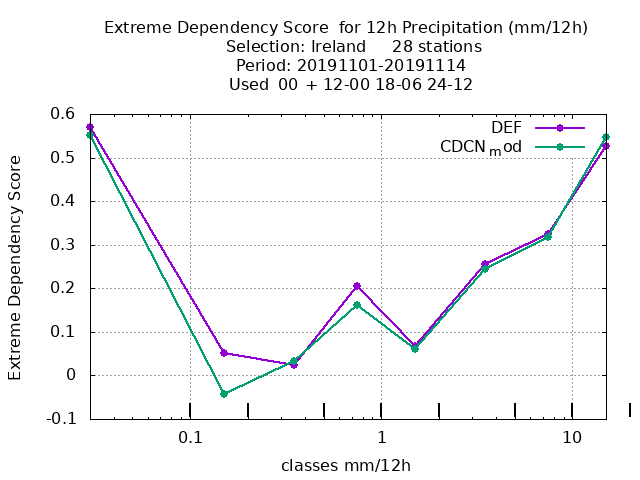 Extreme Dependency Score  for 12h Precipitation (mm/12h)
Selection: Ireland     28 stations
Period: 20191101-20191114
Used  00 + 12-00 18-06 24-12
DEF
CDCNmod
0.6
0.5
0.4
0.3
0.2
0.1
0
-0.1
Extreme Dependency Score
0.1
1
10
classes mm/12h